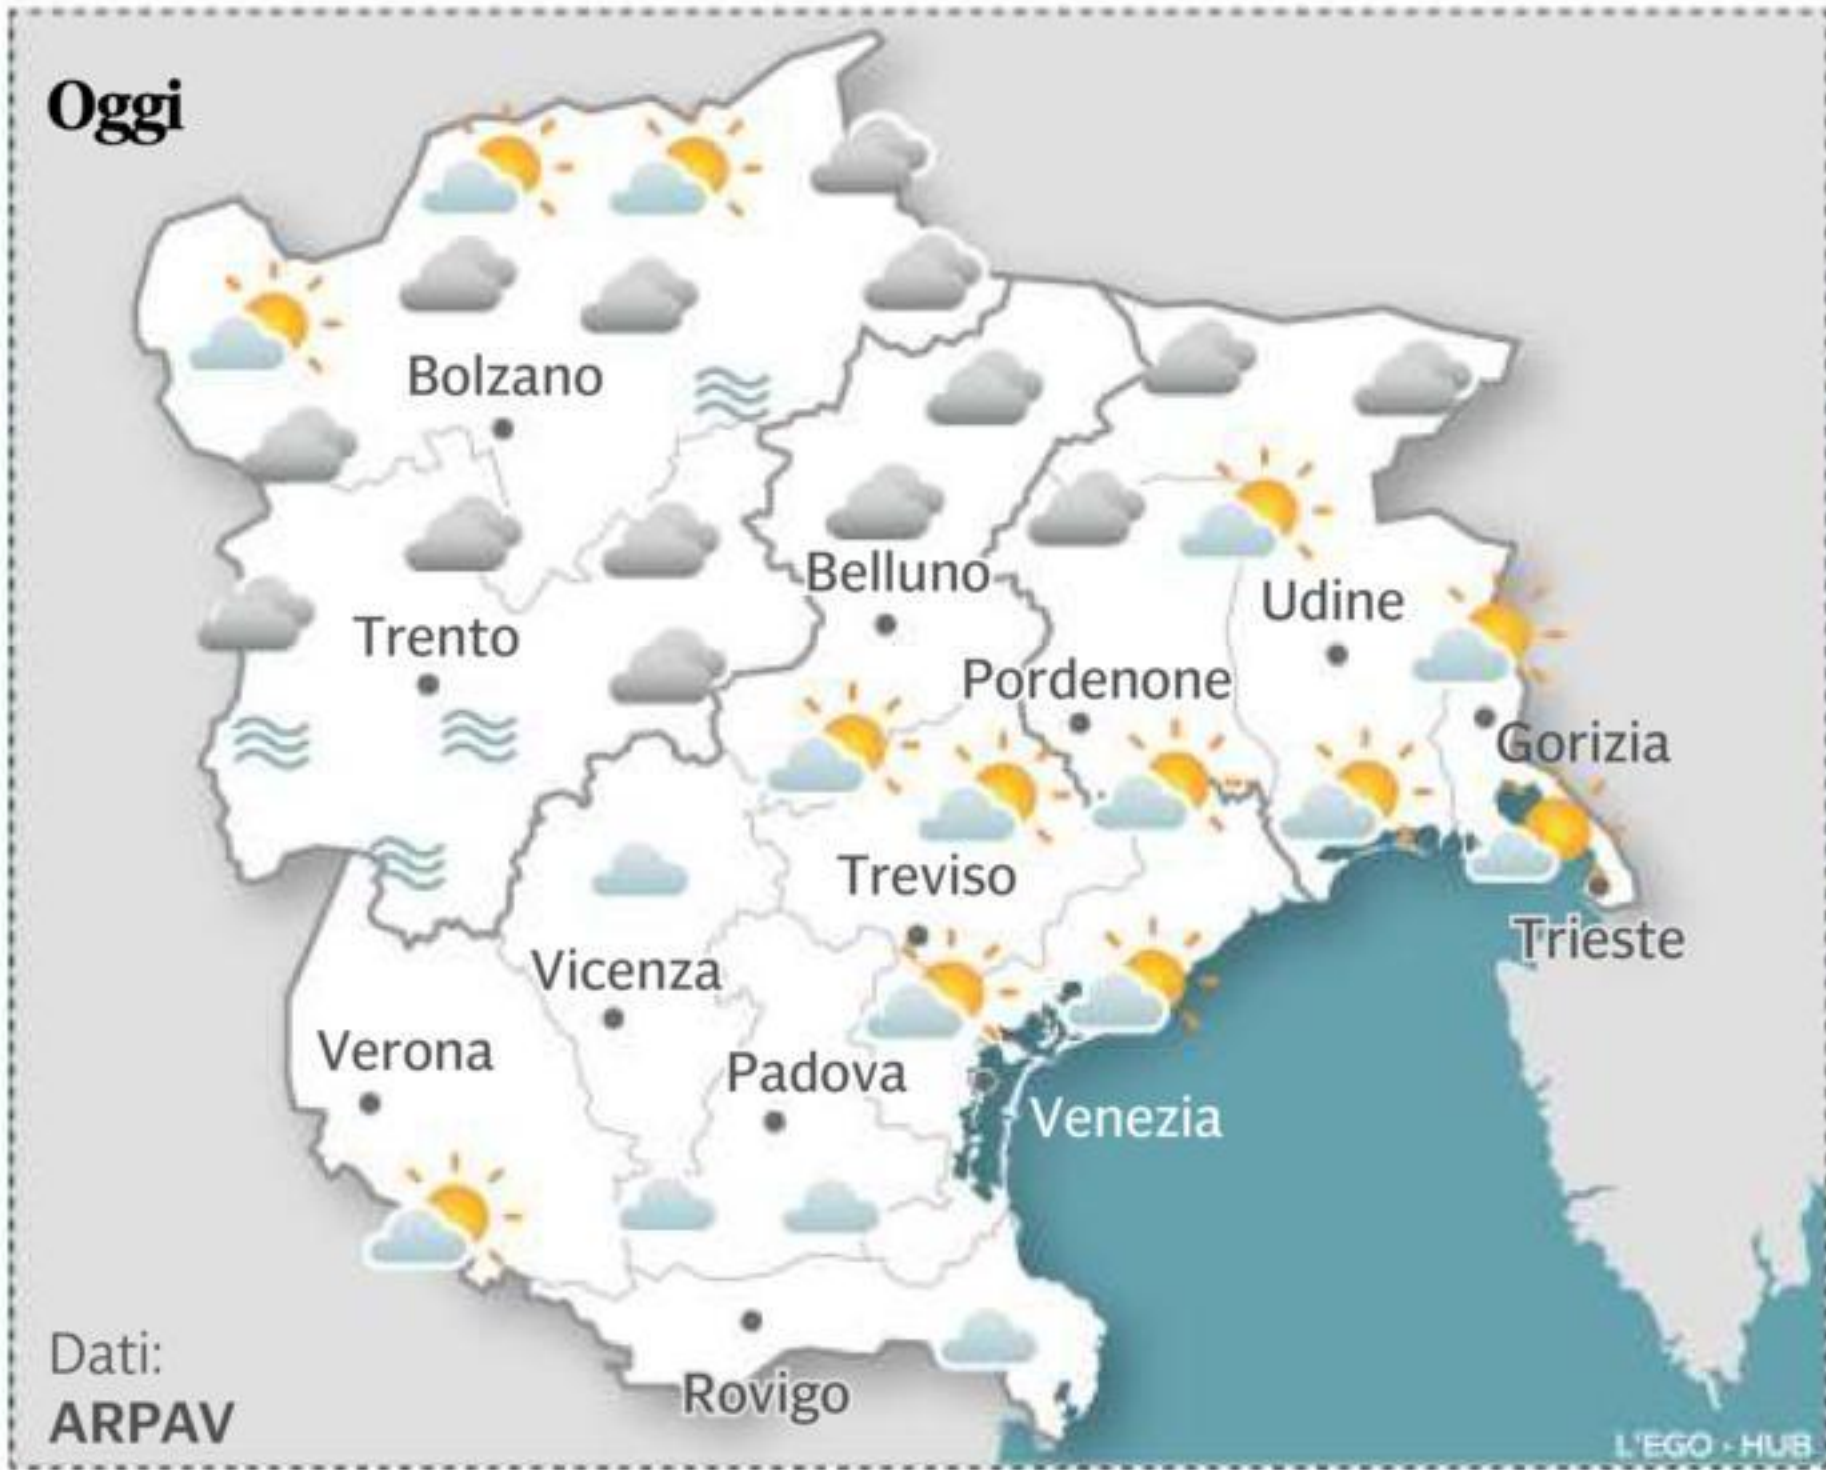 Oggi
Bolzano
Belluno
Udine
Trento
Pordenone
Gorizia
Treviso
Trieste
Vicenza
Verona
Padova
Venezia
Rovigo
Dati:
ARPAV
L'EGO - HUB